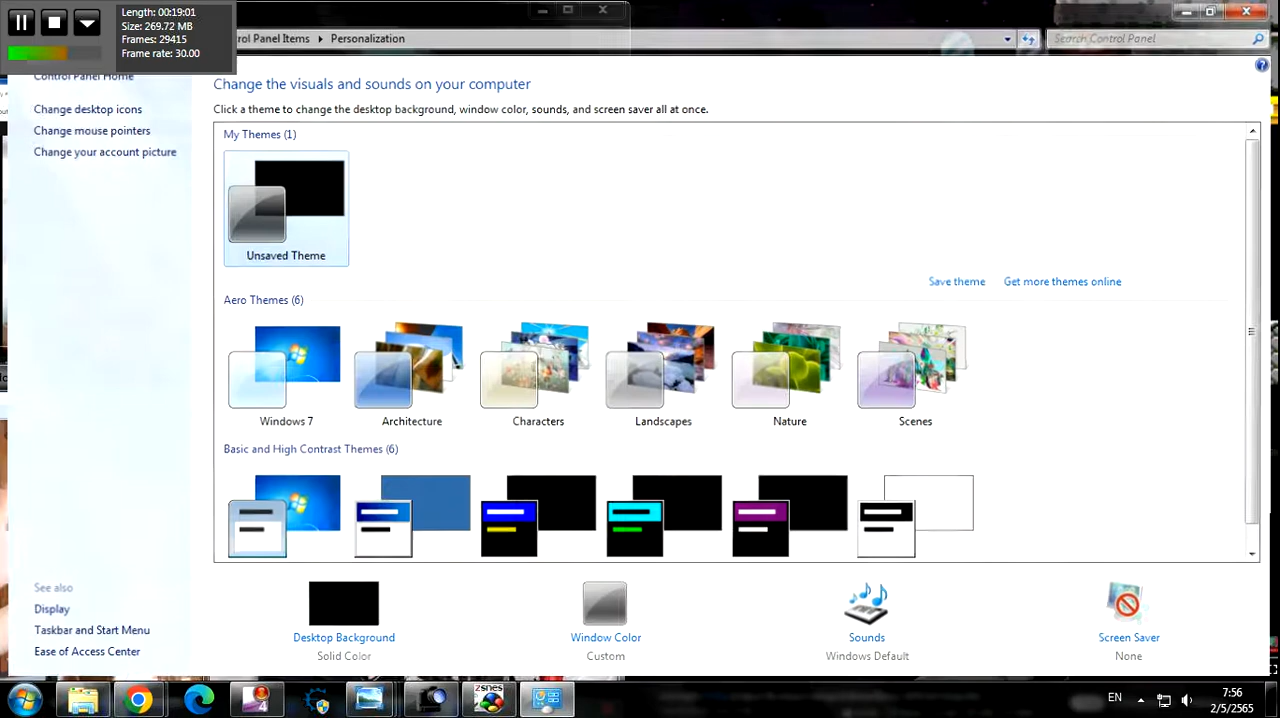 Length: 00:19:01
Size: 269.72 MB
Frames: 29415
Frame rate: 30.00
rol Panel Items ▸ Personalization
Search Control Panel
Control Panel Home
Change desktop icons
Change mouse pointers
Change your account picture
Change the visuals and sounds on your computer
Click a theme to change the desktop background, window color, sounds, and screen saver all at once.
My Themes (1)
Unsaved Theme
Save theme
Get more themes online
Aero Themes (6)
Windows 7
Architecture
Characters
Landscapes
Nature
Scenes
Basic and High Contrast Themes (6)
See also
Display
Taskbar and Start Menu
Ease of Access Center
Desktop Background
Solid Color
Window Color
Custom
Sounds
Windows Default
Screen Saver
None
4
ZSNES
EN
7:56
2/5/2565